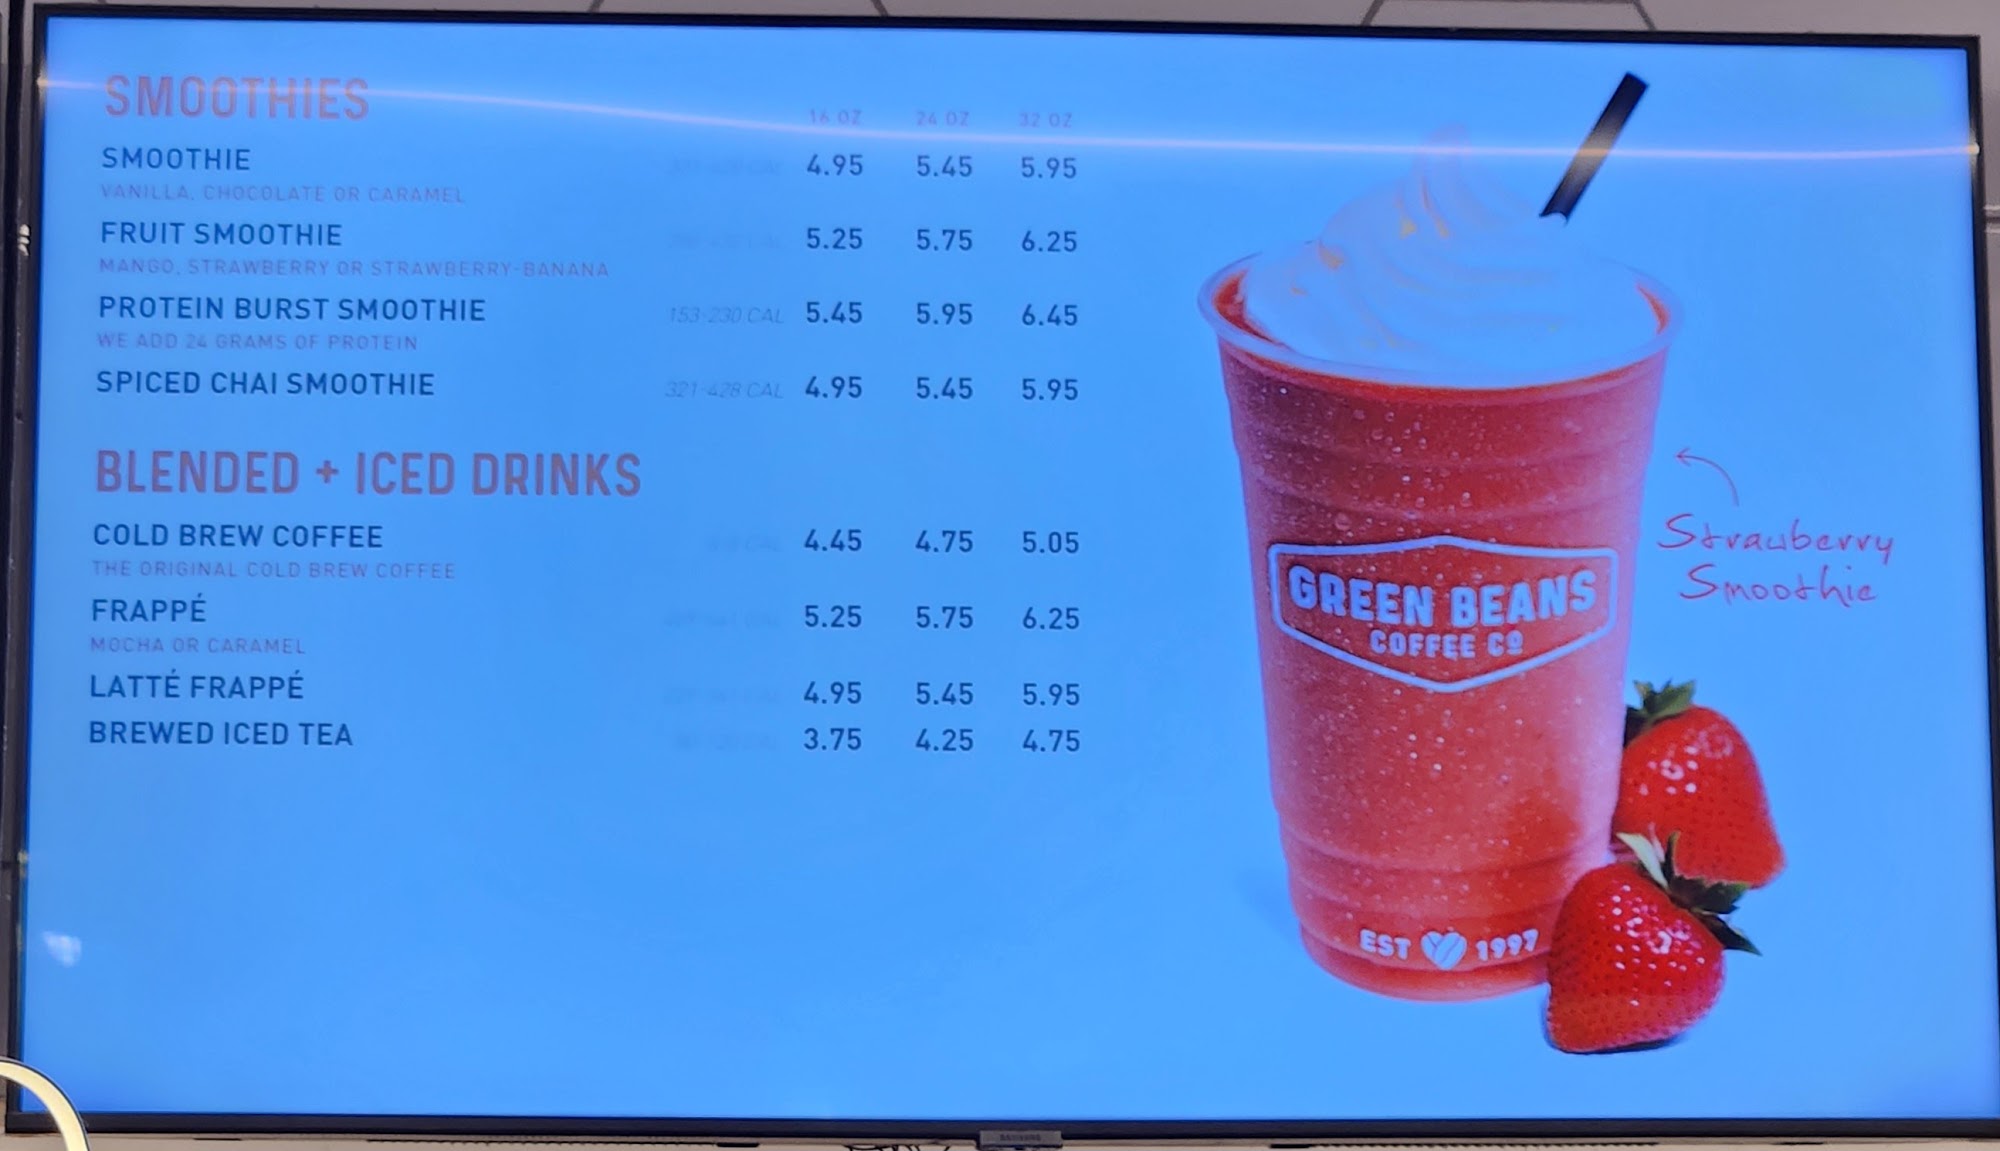 SMOOTHIES
16 OZ 24 OZ 32 OZ
SMOOTHIE 4.95 5.45 5.95
VANILLA, CHOCOLATE OR CARAMEL
FRUIT SMOOTHIE 5.25 5.75 6.25
MANGO, STRAWBERRY OR STRAWBERRY-BANANA
PROTEIN BURST SMOOTHIE 153-230 CAL 5.45 5.95 6.45
WE ADD 24 GRAMS OF PROTEIN
SPICED CHAI SMOOTHIE 321-428 CAL 4.95 5.45 5.95
BLENDED + ICED DRINKS
COLD BREW COFFEE CAL 4.45 4.75 5.05
THE ORIGINAL COLD BREW COFFEE
FRAPPÉ 5.25 5.75 6.25
MOCHA OR CARAMEL
LATTÉ FRAPPÉ 4.95 5.45 5.95
BREWED ICED TEA 3.75 4.25 4.75
Strawberry
Smoothie
GREEN BEANS
COFFEE CO
EST 1997
SAMSUNG